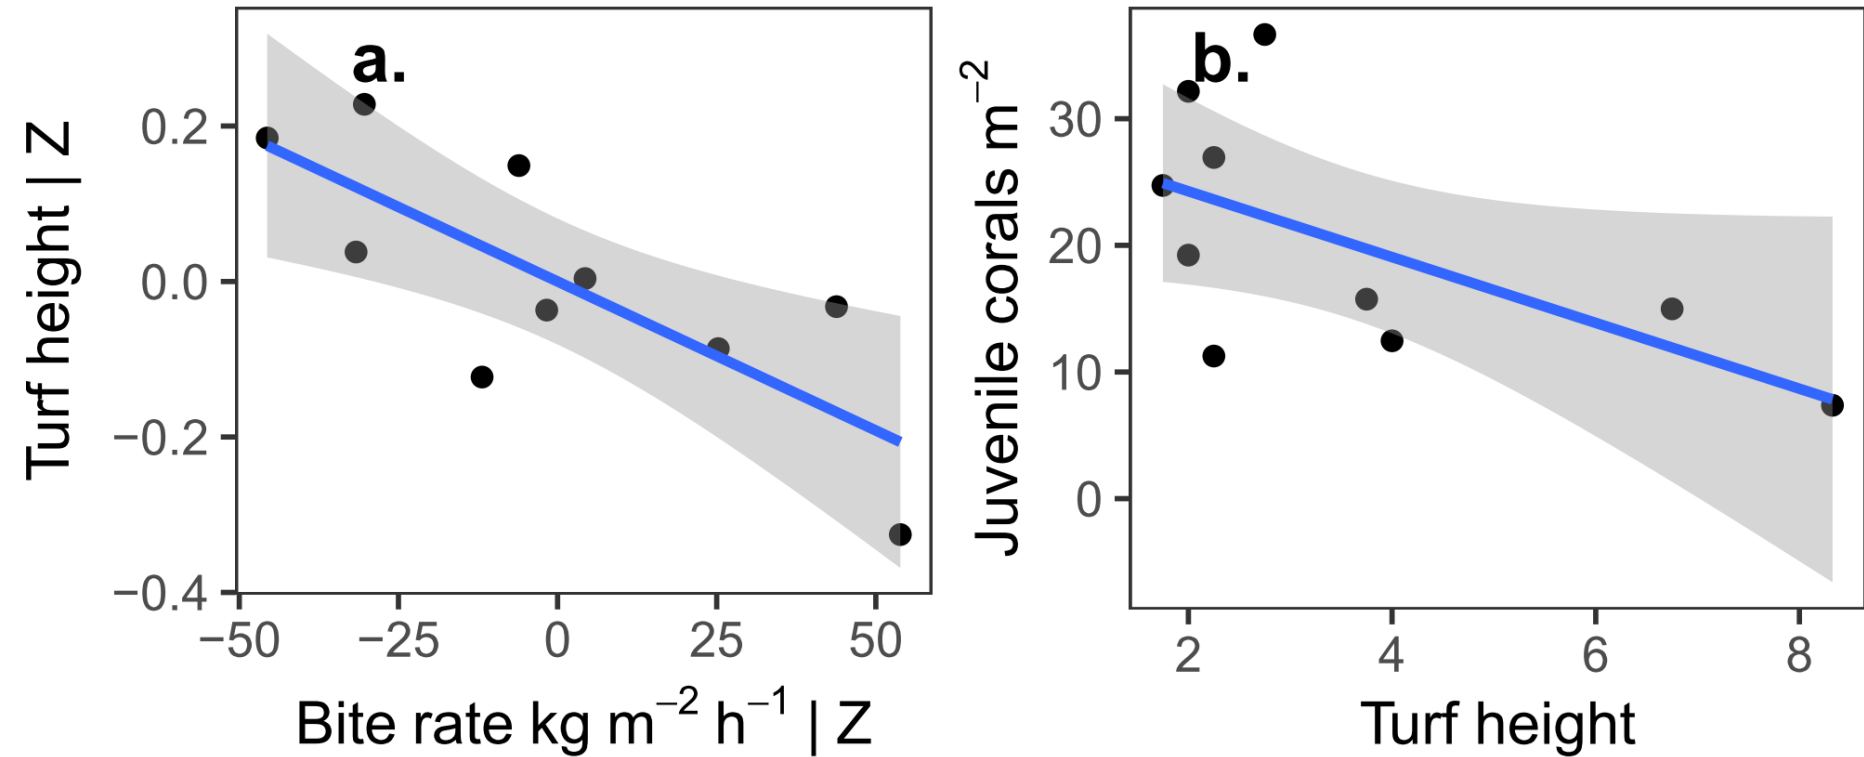 a.
Turf height | Z
0.2
0.0
−0.2
−0.4
−50 −25 0 25 50
Bite rate kg m⁻² h⁻¹ | Z
b.
Juvenile corals m⁻²
30
20
10
0
2 4 6 8
Turf height